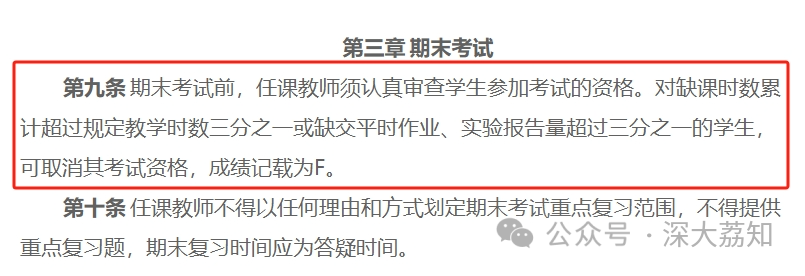 第三章 期末考试
第九条 期末考试前，任课教师须认真审查学生参加考试的资格。对缺课时数累
计超过规定教学时数三分之一或缺交平时作业、实验报告量超过三分之一的学生，
可取消其考试资格，成绩记载为F。
第十条 任课教师不得以任何理由和方式划定期末考试重点复习范围，不得提供
重点复习题，期末复习时间应为答疑时间。
公众号·深大荔知